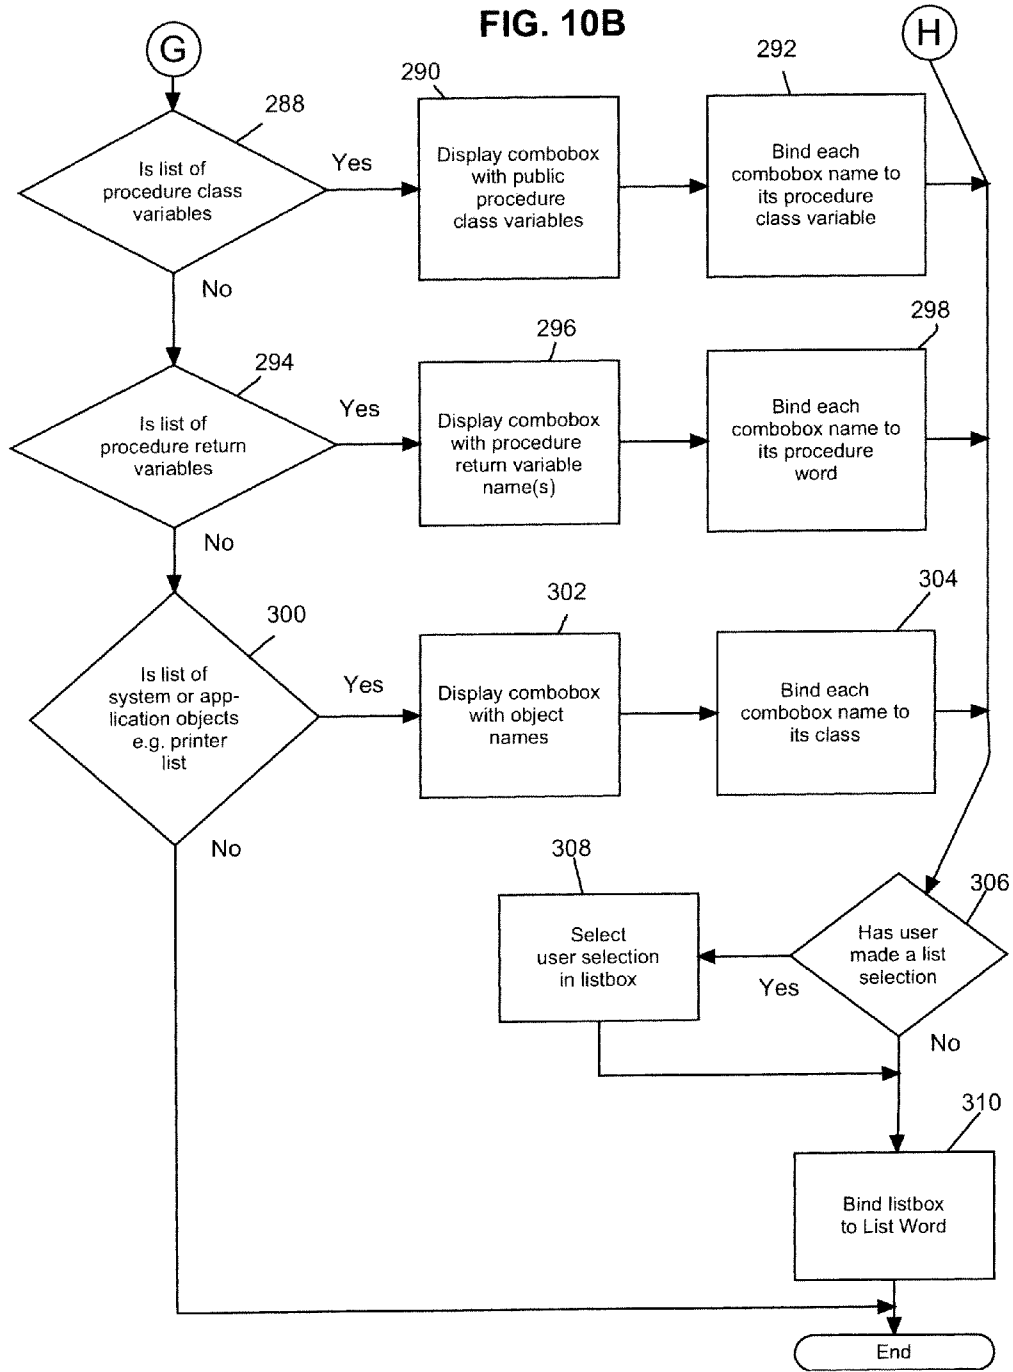 FIG. 10B
G
H
288
Is list of
procedure class
variables
Yes
No
290
Display combobox
with public
procedure
class variables
292
Bind each
combobox name to
its procedure
class variable
294
Is list of
procedure return
variables
Yes
No
296
Display combobox
with procedure
return variable
name(s)
298
Bind each
combobox name to
its procedure
word
300
Is list of
system or app-
lication objects
e.g. printer
list
Yes
No
302
Display combobox
with object
names
304
Bind each
combobox name to
its class
306
Has user
made a list
selection
Yes
No
308
Select
user selection
in listbox
310
Bind listbox
to List Word
End